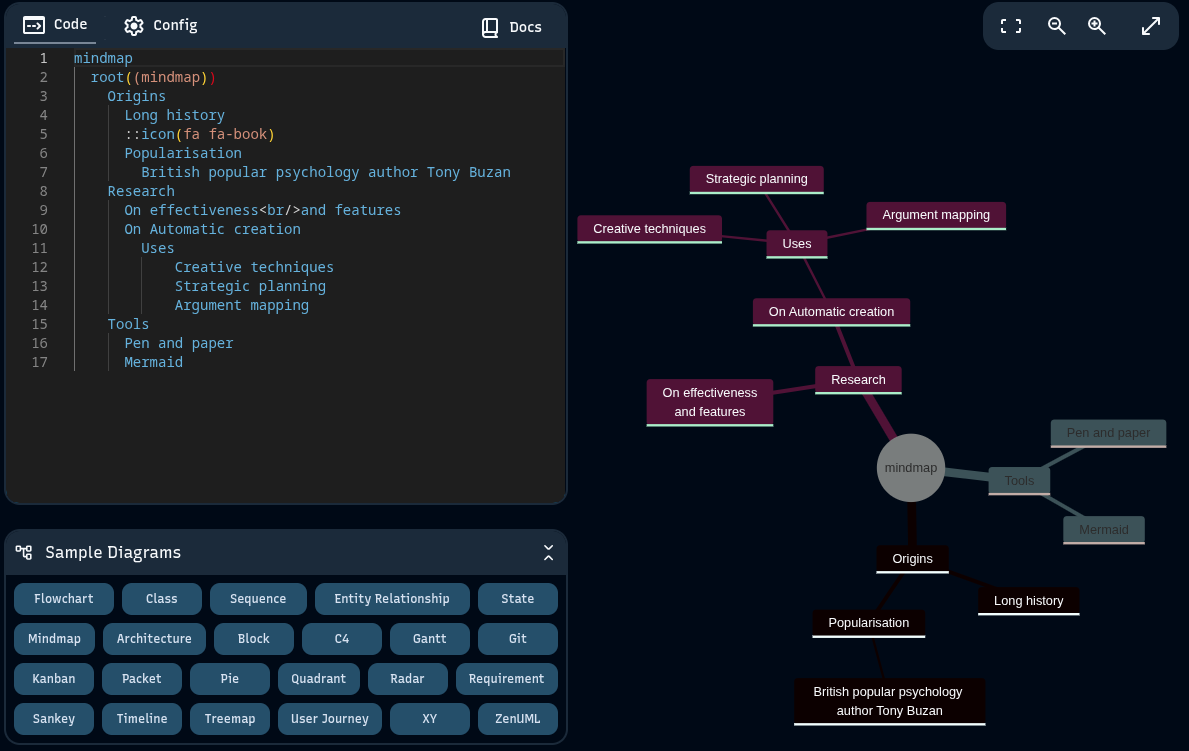 Code
Config
Docs
1 mindmap
2 root((mindmap))
3 Origins
4 Long history
5 ::icon(fa fa-book)
6 Popularisation
7 British popular psychology author Tony Buzan
8 Research
9 On effectiveness<br/>and features
10 On Automatic creation
11 Uses
12 Creative techniques
13 Strategic planning
14 Argument mapping
15 Tools
16 Pen and paper
17 Mermaid
Sample Diagrams
Flowchart
Class
Sequence
Entity Relationship
State
Mindmap
Architecture
Block
C4
Gantt
Git
Kanban
Packet
Pie
Quadrant
Radar
Requirement
Sankey
Timeline
Treemap
User Journey
XY
ZenUML
Strategic planning
Creative techniques
Argument mapping
Uses
On Automatic creation
Research
On effectiveness
and features
mindmap
Pen and paper
Tools
Mermaid
Origins
Long history
Popularisation
British popular psychology
author Tony Buzan